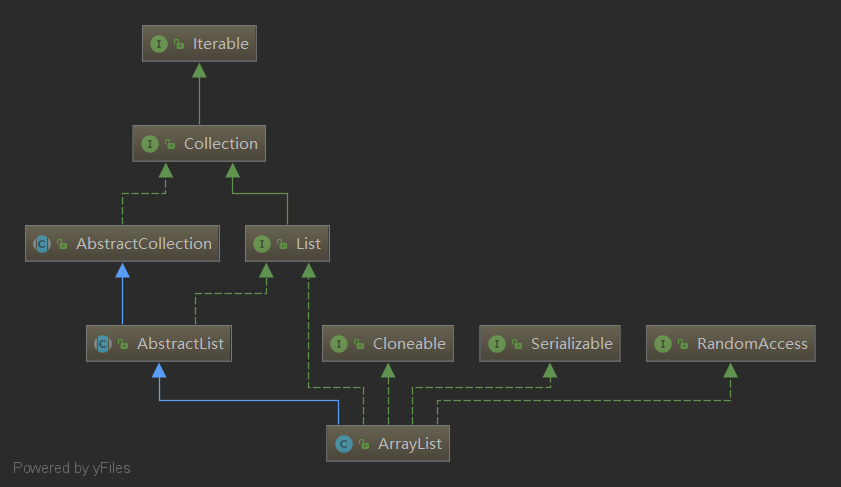 I Iterable
I Collection
C AbstractCollection
I List
C AbstractList
I Cloneable
I Serializable
I RandomAccess
C ArrayList
Powered by yFiles